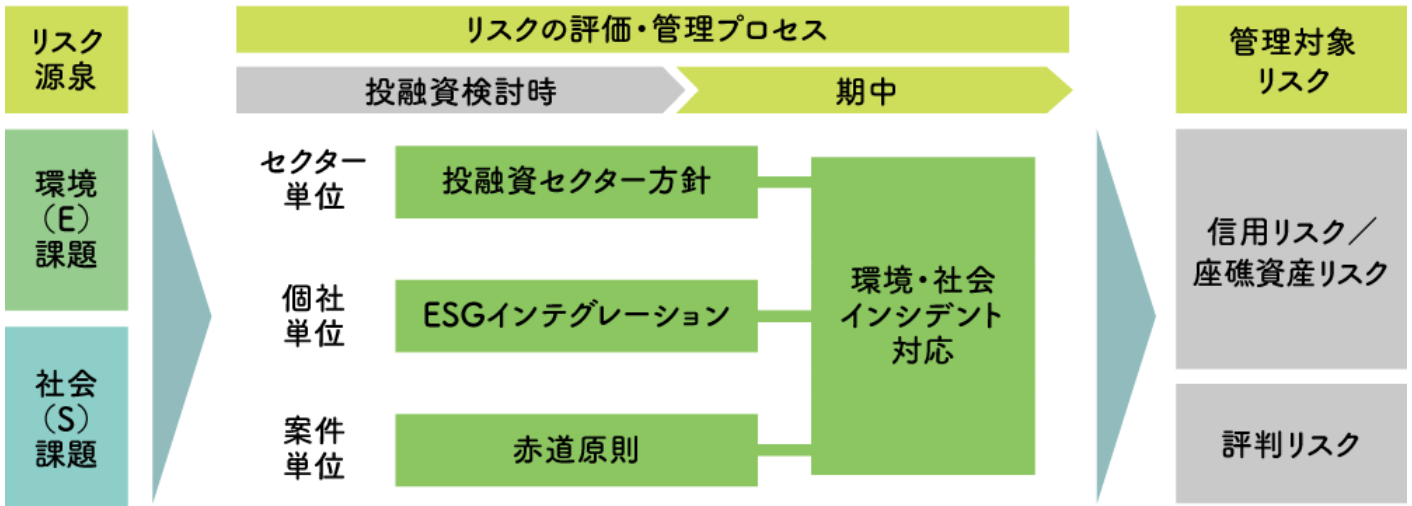 リスク
源泉
リスクの評価・管理プロセス
投融資検討時
期中
管理対象
リスク
環境
（E）
課題
社会
（S）
課題
セクター
単位
投融資セクター方針
個社
単位
ESGインテグレーション
案件
単位
赤道原則
環境・社会
インシデント
対応
信用リスク／
座礁資産リスク
評判リスク